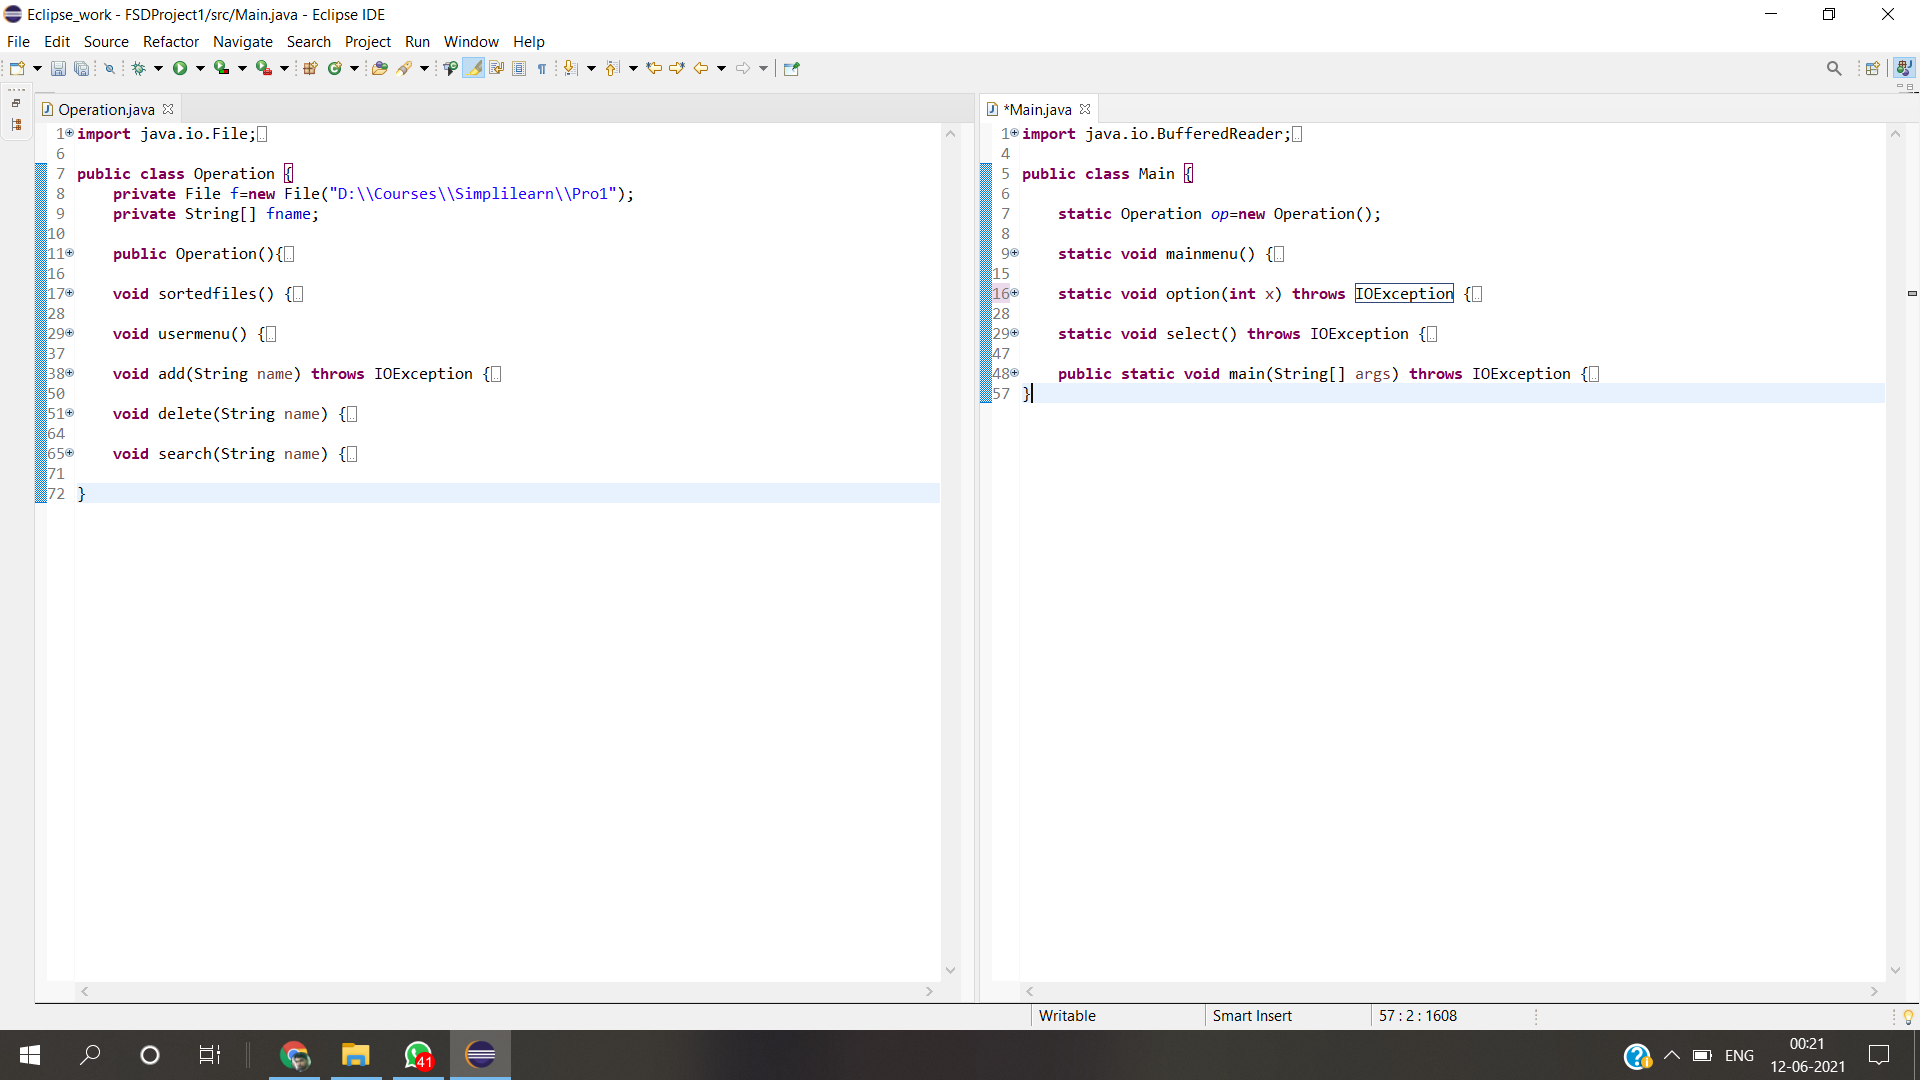 Eclipse_work - FSDProject1/src/Main.java - Eclipse IDE
File Edit Source Refactor Navigate Search Project Run Window Help
Operation.java
1 import java.io.File;
6
7 public class Operation {
8 private File f=new File("D:\\Courses\\Simplilearn\\Pro1");
9 private String[] fname;
10
11 public Operation(){
16
17 void sortedfiles() {
28
29 void usermenu() {
37
38 void add(String name) throws IOException {
50
51 void delete(String name) {
64
65 void search(String name) {
71
72 }
*Main.java
1 import java.io.BufferedReader;
4
5 public class Main {
6
7 static Operation op=new Operation();
8
9 static void mainmenu() {
15
16 static void option(int x) throws IOException {
28
29 static void select() throws IOException {
47
48 public static void main(String[] args) throws IOException {
57 }
Writable Smart Insert 57 : 2 : 1608
41
ENG
00:21
12-06-2021